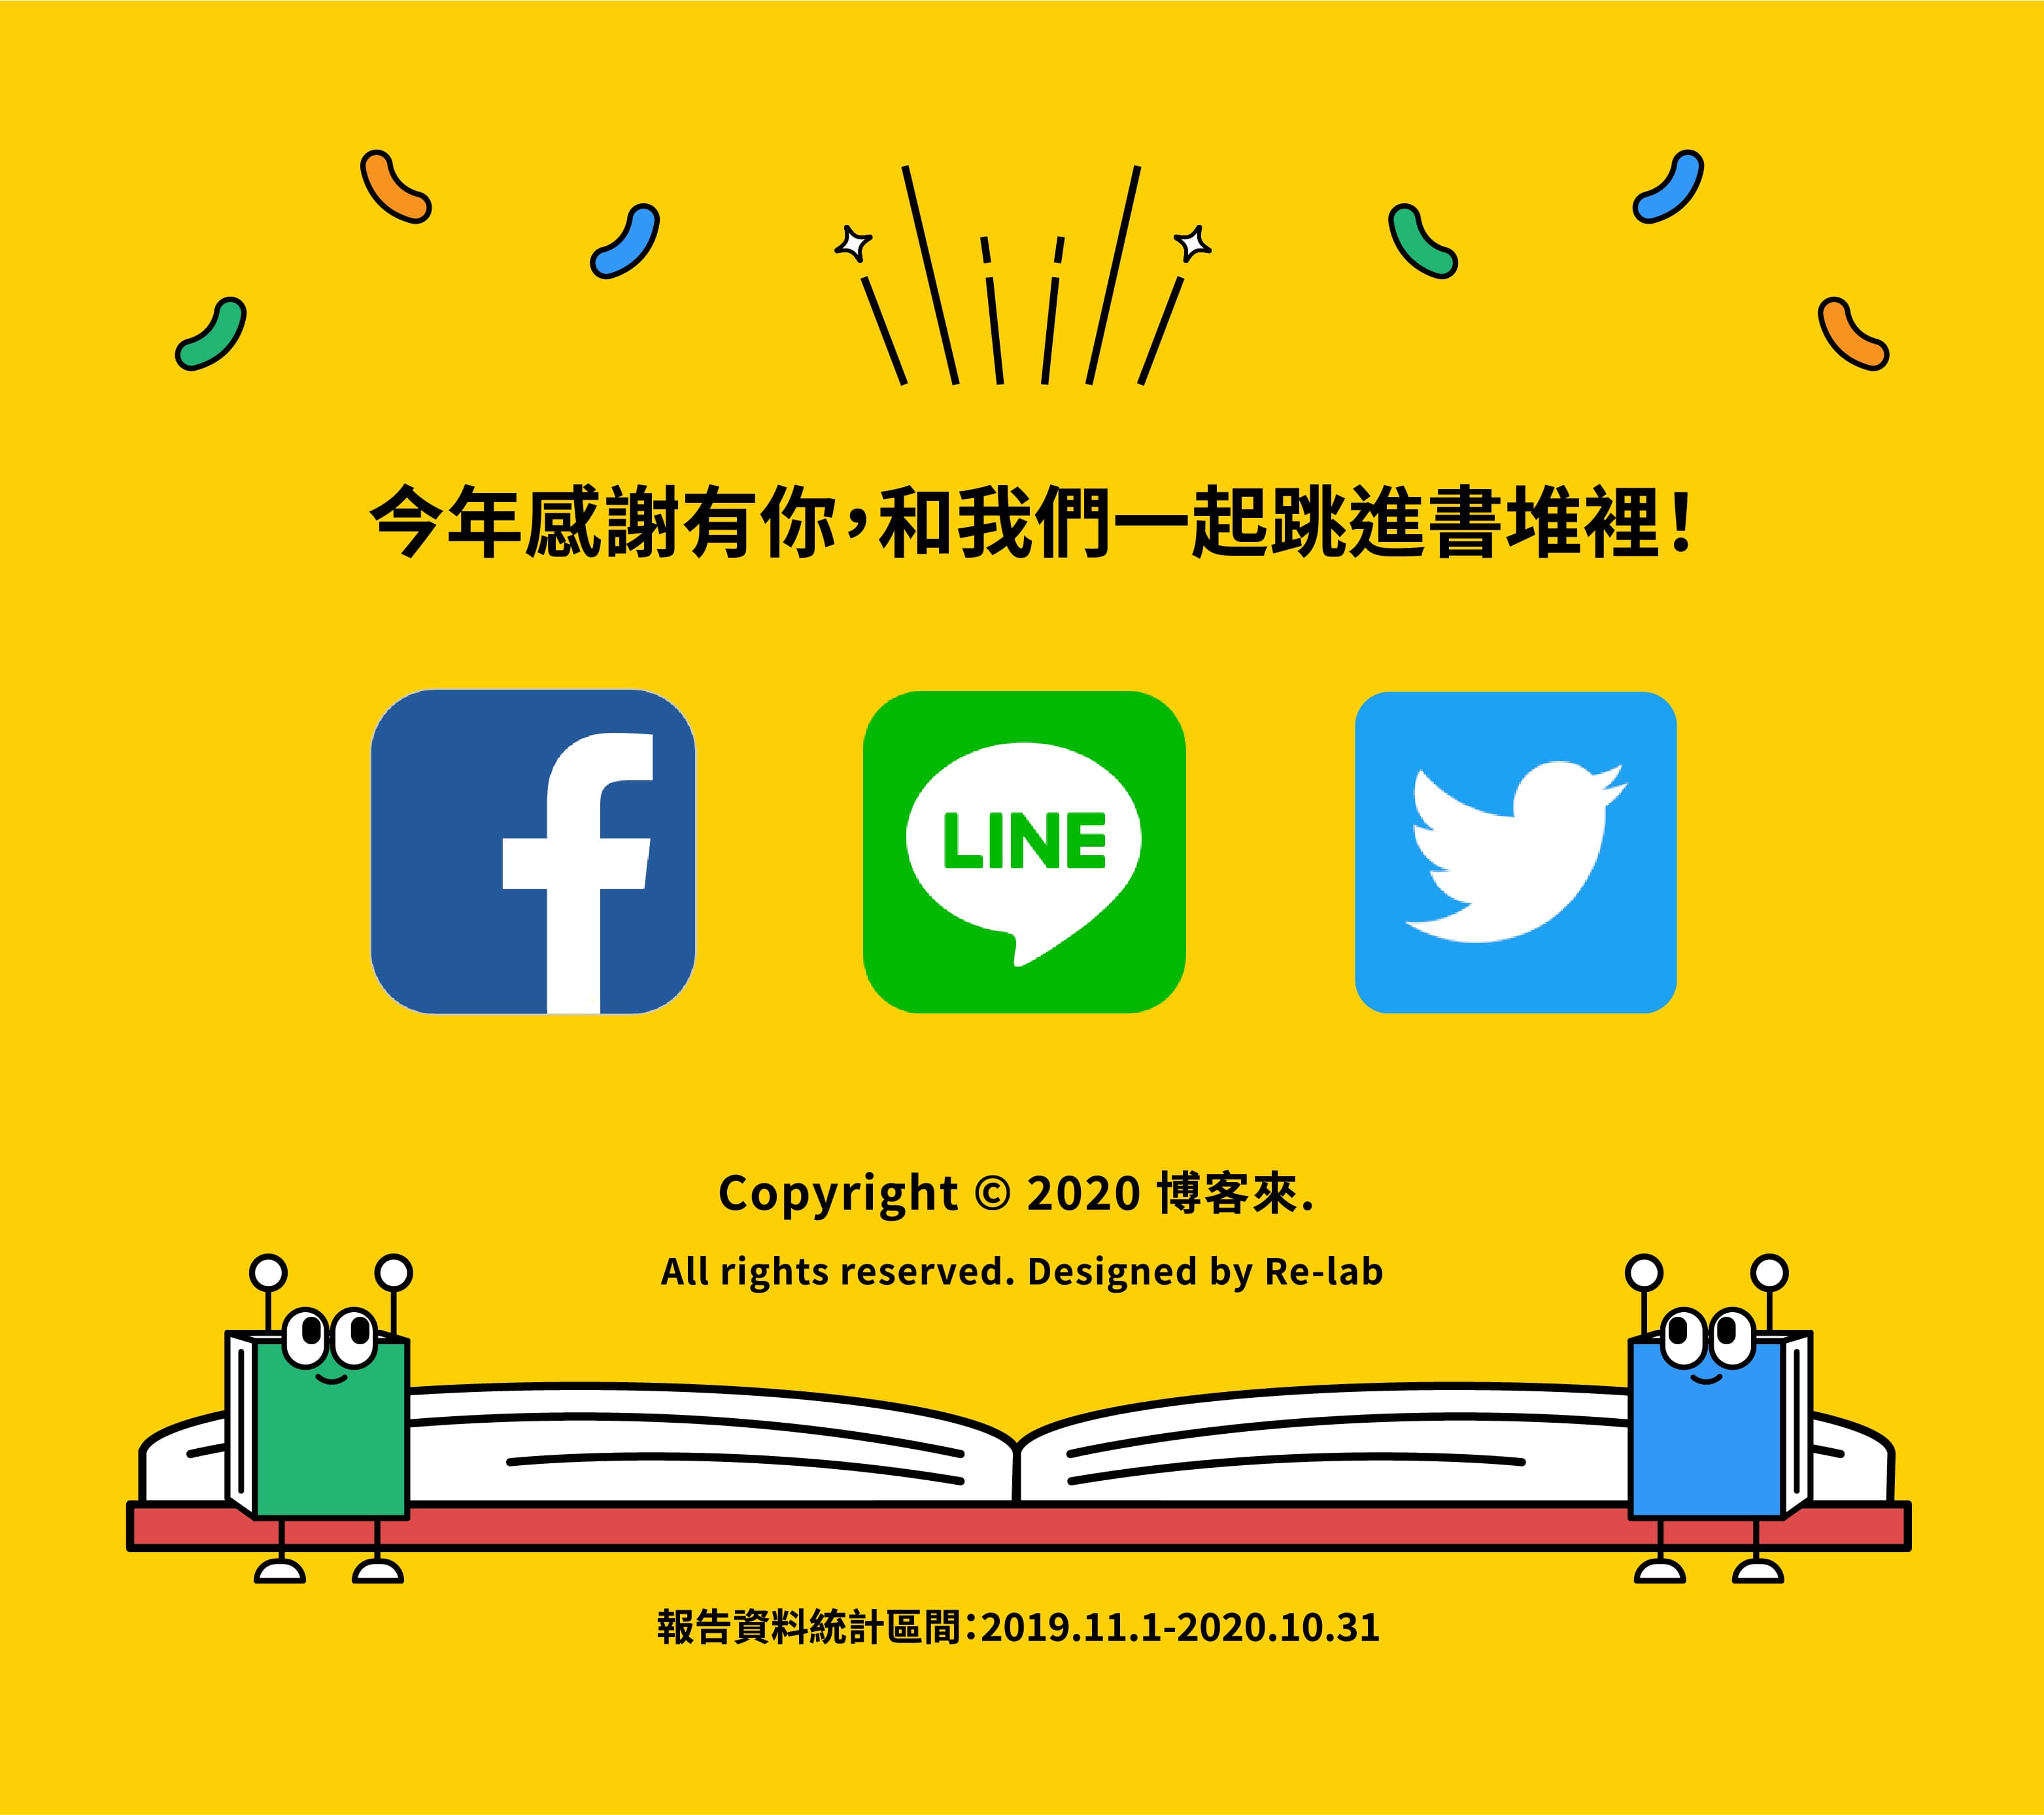 今年感謝有你，和我們一起跳進書堆裡！
LINE
Copyright © 2020 博客來.
All rights reserved. Designed by Re-lab
報告資料統計區間：2019.11.1-2020.10.31